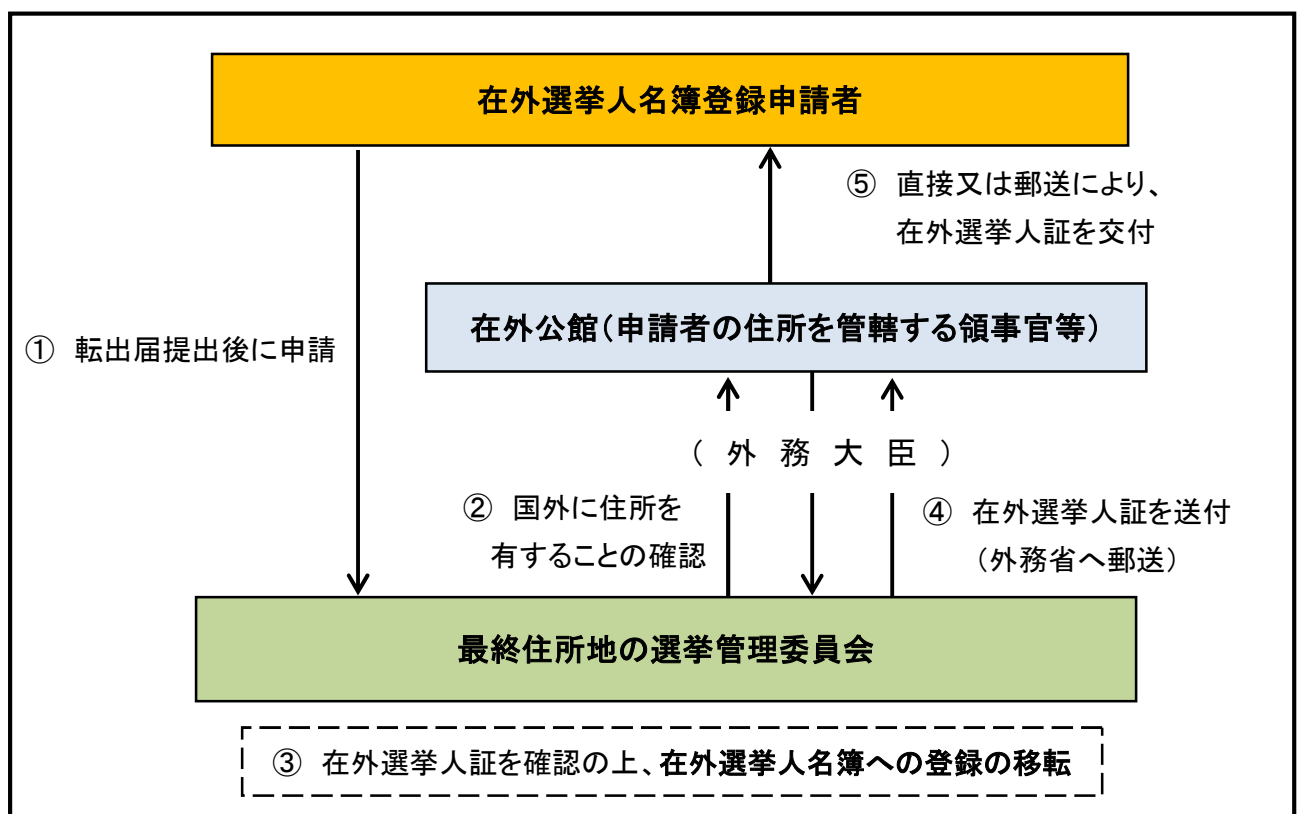 在外選挙人名簿登録申請者
⑤ 直接又は郵送により、
在外選挙人証を交付
在外公館(申請者の住所を管轄する領事官等)
① 転出届提出後に申請
(外務大臣)
② 国外に住所を
有することの確認
④ 在外選挙人証を送付
(外務省へ郵送)
最終住所地の選挙管理委員会
③ 在外選挙人証を確認の上、在外選挙人名簿への登録の移転